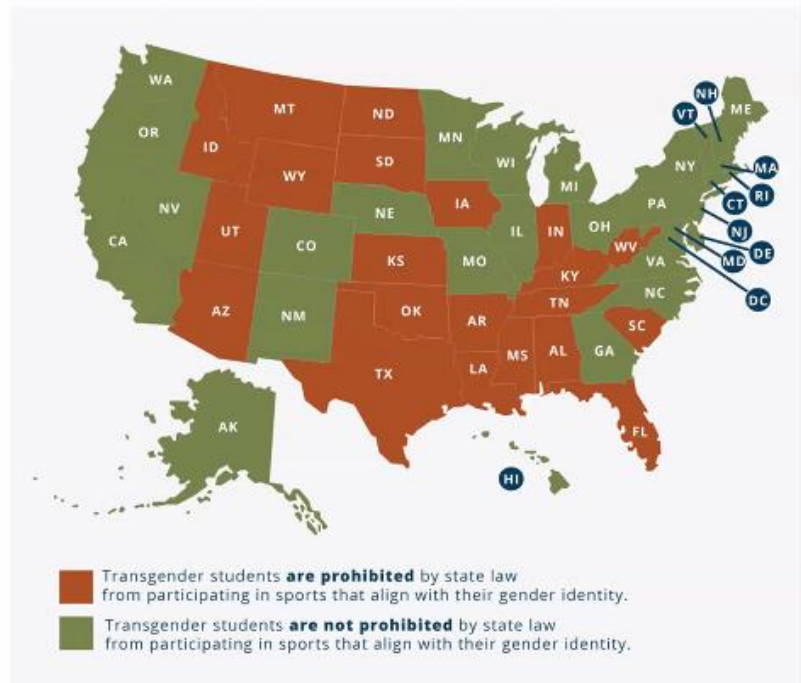 WA
MT
ND
MN
VT
NH
ME
OR
ID
SD
WI
MI
NY
MA
RI
CT
WY
IA
PA
NJ
NV
NE
IL
IN
OH
DE
MD
DC
CA
UT
CO
KS
MO
WV
VA
KY
NC
AZ
NM
OK
AR
TN
SC
TX
LA
MS
AL
GA
FL
AK
HI
Transgender students are prohibited by state law
from participating in sports that align with their gender identity.
Transgender students are not prohibited by state law
from participating in sports that align with their gender identity.